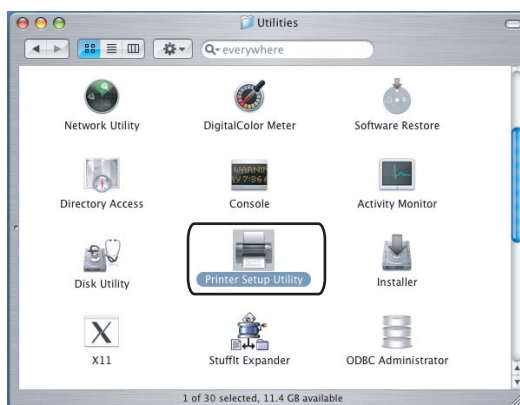 Utilities
everywhere
Network Utility
DigitalColor Meter
Software Restore
WARNIN
Directory Access
Console
Activity Monitor
Disk Utility
Printer Setup Utility
Installer
X11
StuffIt Expander
ODBC Administrator
1 of 30 selected, 11.4 GB available